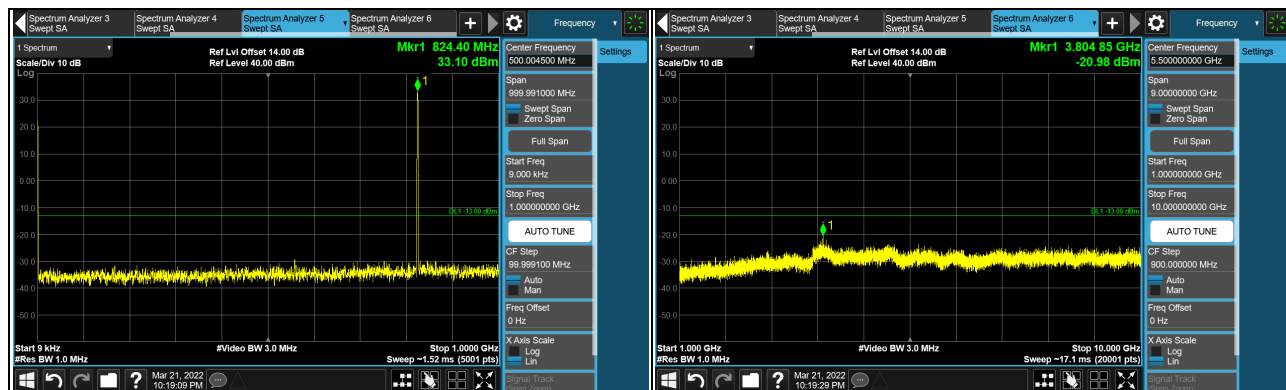 Spectrum Analyzer 3
Swept SA
Spectrum Analyzer 4
Swept SA
Spectrum Analyzer 5
Swept SA
Spectrum Analyzer 6
Swept SA
+
Frequency
1 Spectrum
Scale/Div 10 dB
Log
Ref Lvl Offset 14.00 dB
Ref Level 40.00 dBm
Mkr1 824.40 MHz
33.10 dBm
1
30.0
20.0
10.0
0.00
-10.0
DL1 -13.00 dBm
-20.0
-30.0
-40.0
-50.0
Start 9 kHz
#Res BW 1.0 MHz
#Video BW 3.0 MHz
Stop 1.0000 GHz
Sweep ~1.52 ms (5001 pts)
Center Frequency
500.004500 MHz
Settings
Span
999.991000 MHz
Swept Span
Zero Span
Full Span
Start Freq
9.000 kHz
Stop Freq
1.000000000 GHz
AUTO TUNE
CF Step
99.999100 MHz
Auto
Man
Freq Offset
0 Hz
X Axis Scale
Log
Lin
Signal Track
(Span Zoom)
?
Mar 21, 2022
10:19:09 PM
Spectrum Analyzer 3
Swept SA
Spectrum Analyzer 4
Swept SA
Spectrum Analyzer 5
Swept SA
Spectrum Analyzer 6
Swept SA
+
Frequency
1 Spectrum
Scale/Div 10 dB
Log
Ref Lvl Offset 14.00 dB
Ref Level 40.00 dBm
Mkr1 3.804 85 GHz
-20.98 dBm
1
30.0
20.0
10.0
0.00
-10.0
DL1 -13.00 dBm
-20.0
-30.0
-40.0
-50.0
Start 1.000 GHz
#Res BW 1.0 MHz
#Video BW 3.0 MHz
Stop 10.000 GHz
Sweep ~17.1 ms (20001 pts)
Center Frequency
5.50000000 GHz
Settings
Span
9.00000000 GHz
Swept Span
Zero Span
Full Span
Start Freq
1.000000000 GHz
Stop Freq
10.00000000 GHz
AUTO TUNE
CF Step
900.000000 MHz
Auto
Man
Freq Offset
0 Hz
X Axis Scale
Log
Lin
Signal Track
(Span Zoom)
?
Mar 21, 2022
10:19:29 PM